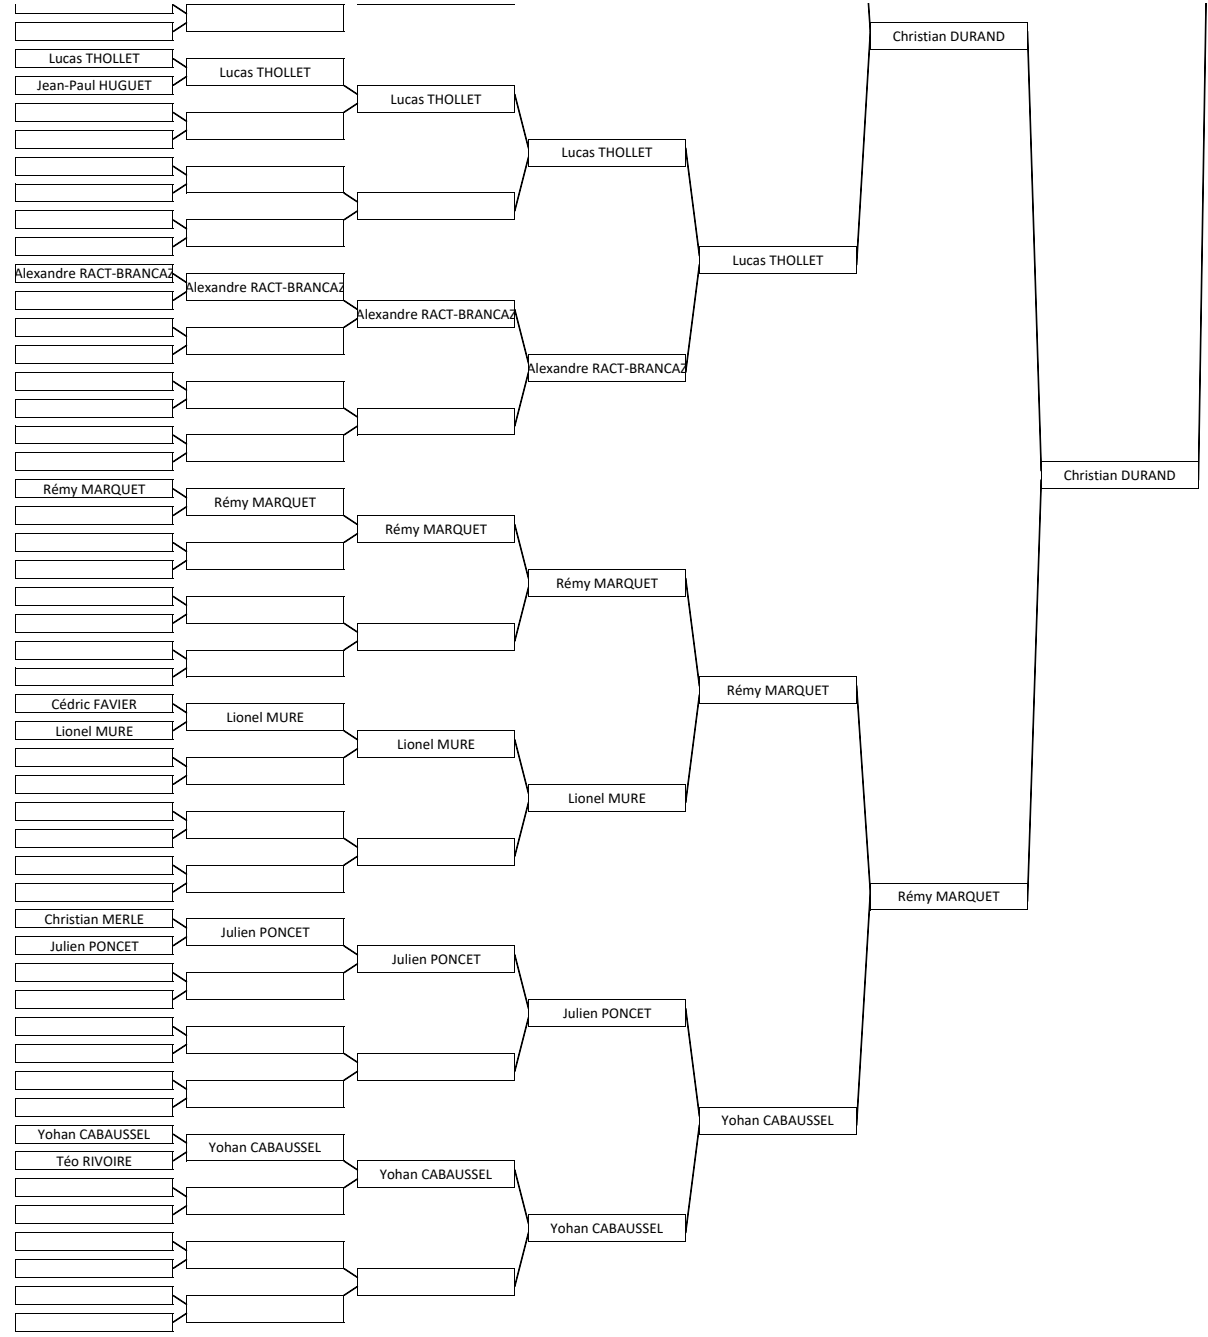 Christian DURAND
Lucas THOLLET
Lucas THOLLET
Jean-Paul HUGUET
Lucas THOLLET
Lucas THOLLET
Lucas THOLLET
Alexandre RACT-BRANCAZ
Alexandre RACT-BRANCAZ
Alexandre RACT-BRANCAZ
Alexandre RACT-BRANCAZ
Christian DURAND
Rémy MARQUET
Rémy MARQUET
Rémy MARQUET
Rémy MARQUET
Rémy MARQUET
Cédric FAVIER
Lionel MURE
Lionel MURE
Lionel MURE
Lionel MURE
Rémy MARQUET
Christian MERLE
Julien PONCET
Julien PONCET
Julien PONCET
Julien PONCET
Yohan CABAUSSEL
Yohan CABAUSSEL
Yohan CABAUSSEL
Téo RIVOIRE
Yohan CABAUSSEL
Yohan CABAUSSEL